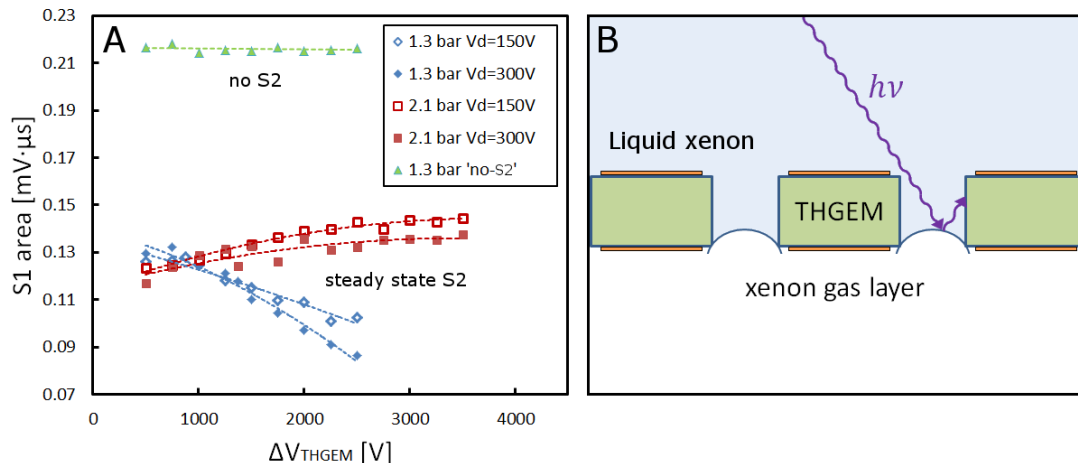 A
0.23
0.21
0.19
0.17
0.15
0.13
0.11
0.09
0.07
S1 area [mV·µs]
0
1000
2000
3000
4000
ΔVTHGEM [V]
no S2
steady state S2
1.3 bar Vd=150V
1.3 bar Vd=300V
2.1 bar Vd=150V
2.1 bar Vd=300V
1.3 bar 'no-S2'
B
hν
Liquid xenon
THGEM
xenon gas layer